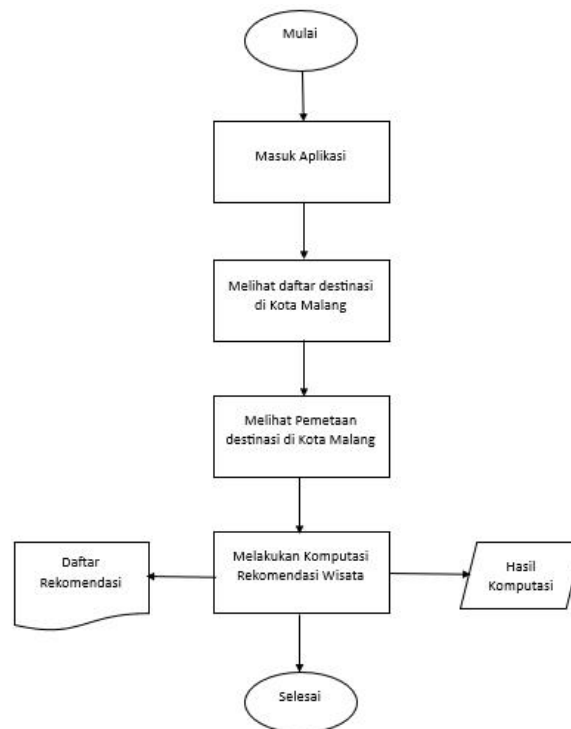 Mulai
Masuk Aplikasi
Melihat daftar destinasi
di Kota Malang
Melihat Pemetaan
destinasi di Kota Malang
Daftar
Rekomendasi
Melakukan Komputasi
Rekomendasi Wisata
Hasil
Komputasi
Selesai